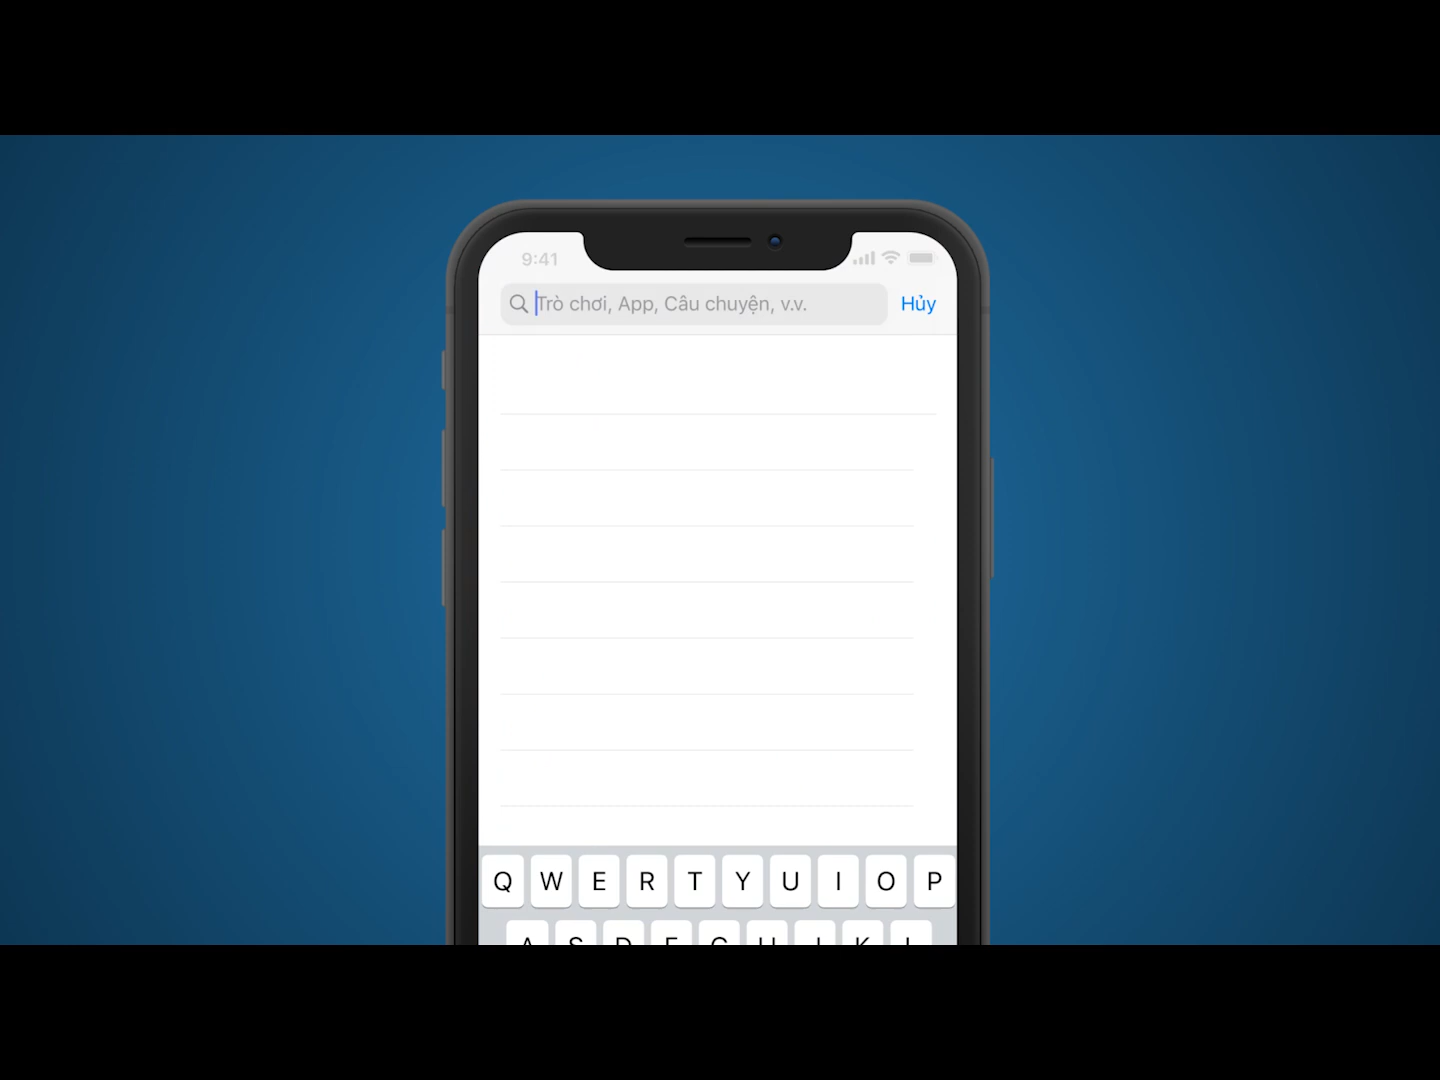 9:41
Trò chơi, App, Câu chuyện, v.v.
Hủy
Q W E R T Y U I O P
A S D F G H J K L